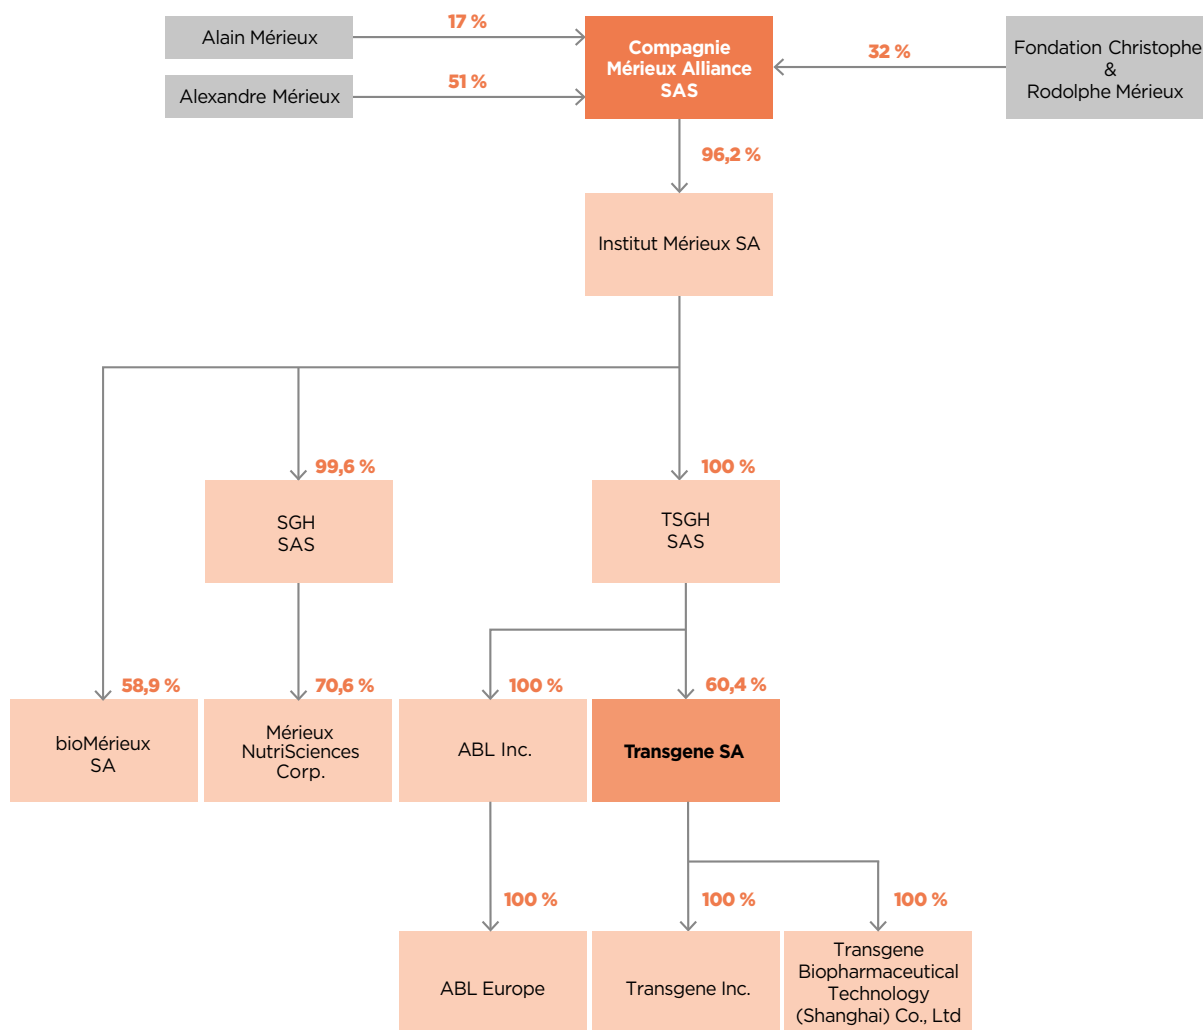 Alain Mérieux
17 %
Compagnie
Mérieux Alliance
SAS
32 %
Fondation Christophe
&
Rodolphe Mérieux
Alexandre Mérieux
51 %
96,2 %
Institut Mérieux SA
99,6 %
100 %
SGH
SAS
TSGH
SAS
58,9 %
70,6 %
100 %
60,4 %
bioMérieux
SA
Mérieux
NutriSciences
Corp.
ABL Inc.
Transgene SA
100 %
100 %
100 %
ABL Europe
Transgene Inc.
Transgene
Biopharmaceutical
Technology
(Shanghai) Co., Ltd